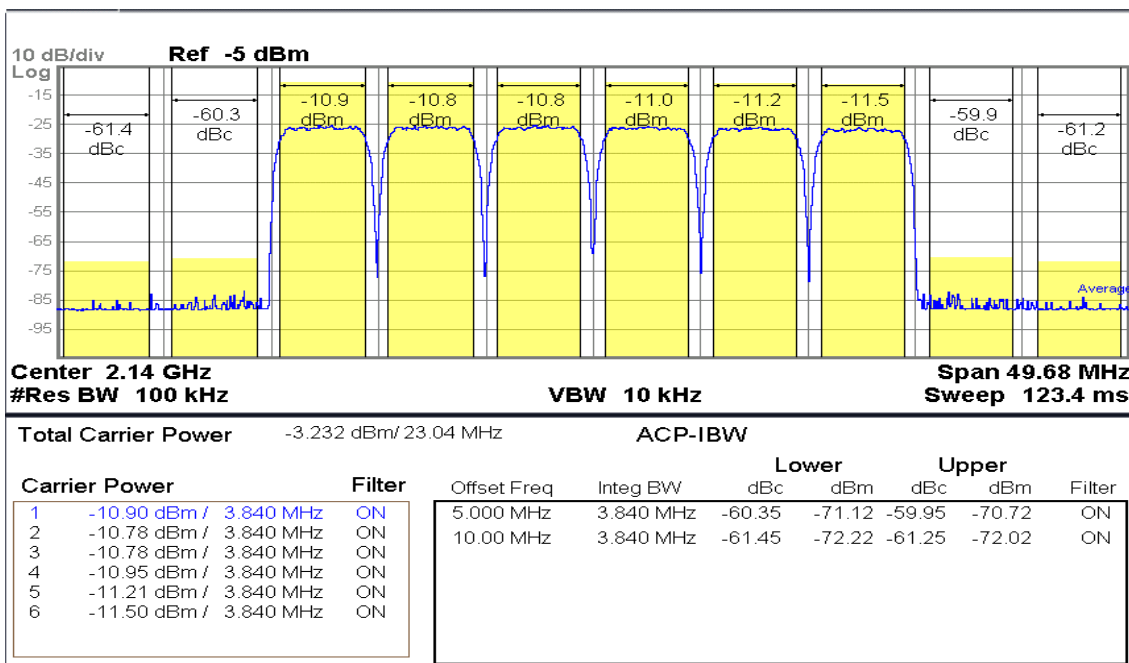 10 dB/div Ref -5 dBm
Log
-15
-25
-35
-45
-55
-65
-75
-85
-95
-61.4
dBc
-60.3
dBc
-10.9
dBm
-10.8
dBm
-10.8
dBm
-11.0
dBm
-11.2
dBm
-11.5
dBm
-59.9
dBc
-61.2
dBc
Average
Center 2.14 GHz Span 49.68 MHz
#Res BW 100 kHz VBW 10 kHz Sweep 123.4 ms
Total Carrier Power -3.232 dBm/ 23.04 MHz ACP-IBW
Carrier Power Filter
1 -10.90 dBm / 3.840 MHz ON
2 -10.78 dBm / 3.840 MHz ON
3 -10.78 dBm / 3.840 MHz ON
4 -10.95 dBm / 3.840 MHz ON
5 -11.21 dBm / 3.840 MHz ON
6 -11.50 dBm / 3.840 MHz ON
Lower Upper
Offset Freq Integ BW dBc dBm dBc dBm Filter
5.000 MHz 3.840 MHz -60.35 -71.12 -59.95 -70.72 ON
10.00 MHz 3.840 MHz -61.45 -72.22 -61.25 -72.02 ON